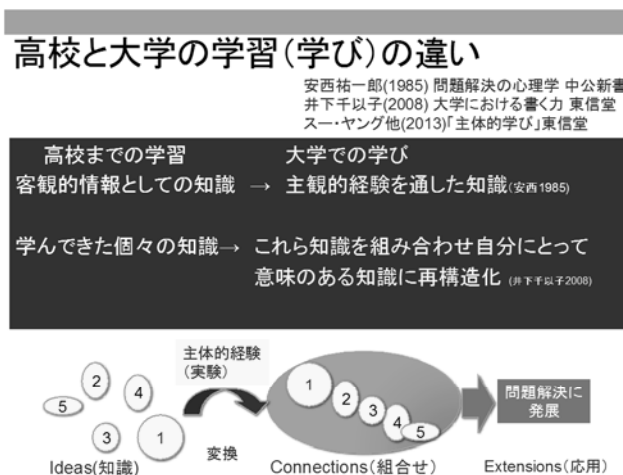 高校と大学の学習(学び)の違い
安西祐一郎(1985) 問題解決の心理学 中公新書
井下千以子(2008) 大学における書く力 東信堂
スー・ヤング他(2013)「主体的学び」東信堂
高校までの学習 大学での学び
客観的情報としての知識 → 主観的経験を通した知識(安西1985)
学んできた個々の知識→ これら知識を組み合わせ自分にとって
意味のある知識に再構造化 (井下千以子2008)
主体的経験
(実験)
変換
2
4
5
3
1
Ideas(知識)
1
2
3
4
5
Connections(組合せ)
問題解決に
発展
Extensions(応用)